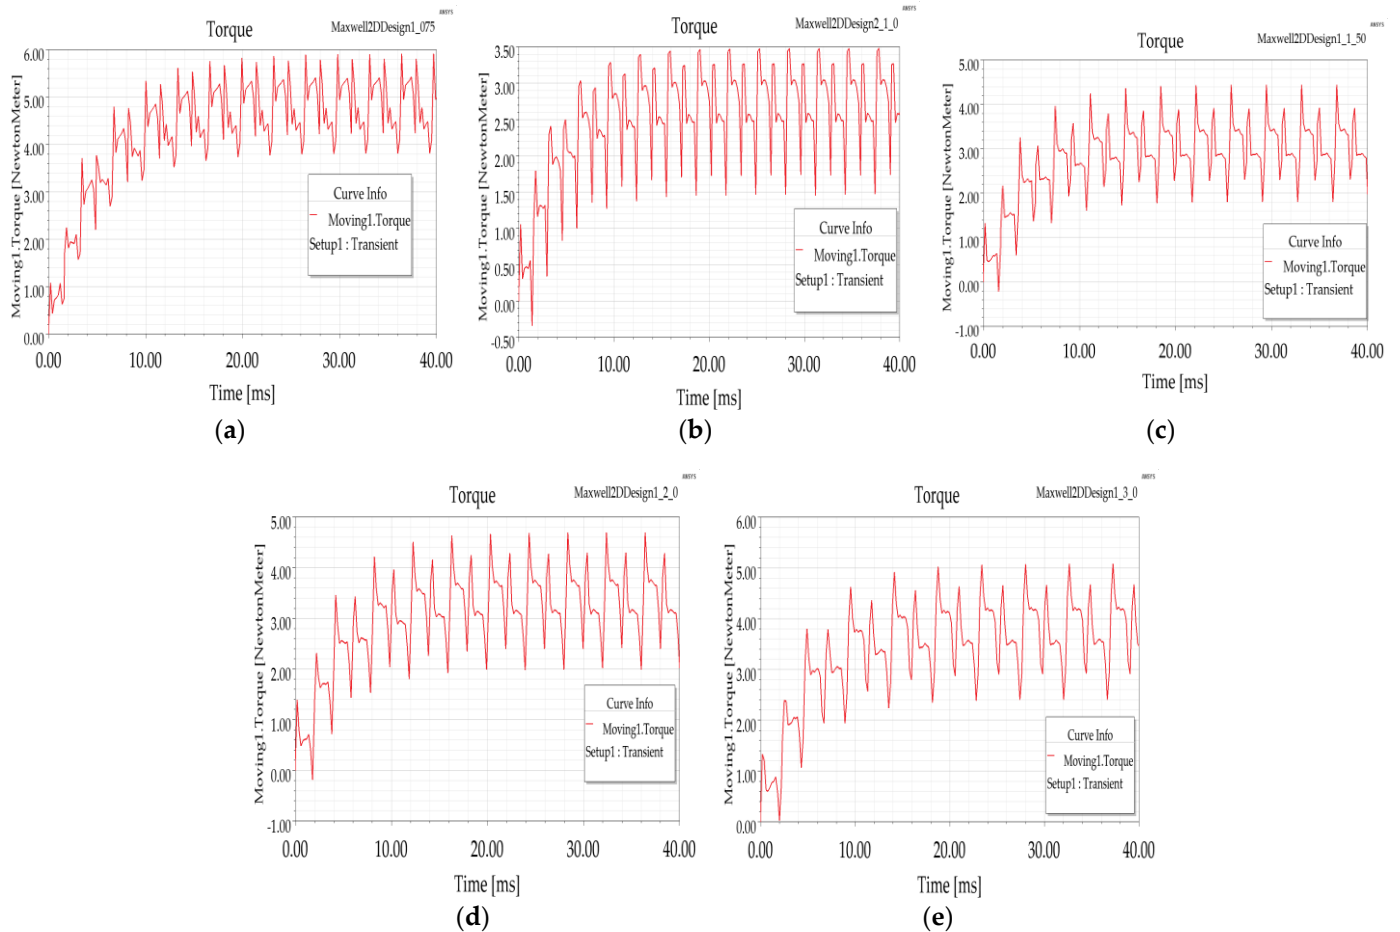 ANSYS
Torque
Maxwell2DDesign1_075
Moving1.Torque [NewtonMeter]
6.00
5.00
4.00
3.00
2.00
1.00
0.00
0.00 10.00 20.00 30.00 40.00
Time [ms]
Curve Info
Moving1.Torque
Setup1 : Transient
(a)
ANSYS
Torque
Maxwell2DDesign2_1_0
Moving1.Torque [NewtonMeter]
3.50
3.00
2.50
2.00
1.50
1.00
0.50
0.00
-0.50
0.00 10.00 20.00 30.00 40.00
Time [ms]
Curve Info
Moving1.Torque
Setup1 : Transient
(b)
ANSYS
Torque
Maxwell2DDesign1_1_50
Moving1.Torque [NewtonMeter]
5.00
4.00
3.00
2.00
1.00
0.00
-1.00
0.00 10.00 20.00 30.00 40.00
Time [ms]
Curve Info
Moving1.Torque
Setup1 : Transient
(c)
ANSYS
Torque
Maxwell2DDesign1_2_0
Moving1.Torque [NewtonMeter]
5.00
4.00
3.00
2.00
1.00
0.00
-1.00
0.00 10.00 20.00 30.00 40.00
Time [ms]
Curve Info
Moving1.Torque
Setup1 : Transient
(d)
ANSYS
Torque
Maxwell2DDesign1_3_0
Moving1.Torque [NewtonMeter]
6.00
5.00
4.00
3.00
2.00
1.00
0.00
0.00 10.00 20.00 30.00 40.00
Time [ms]
Curve Info
Moving1.Torque
Setup1 : Transient
(e)